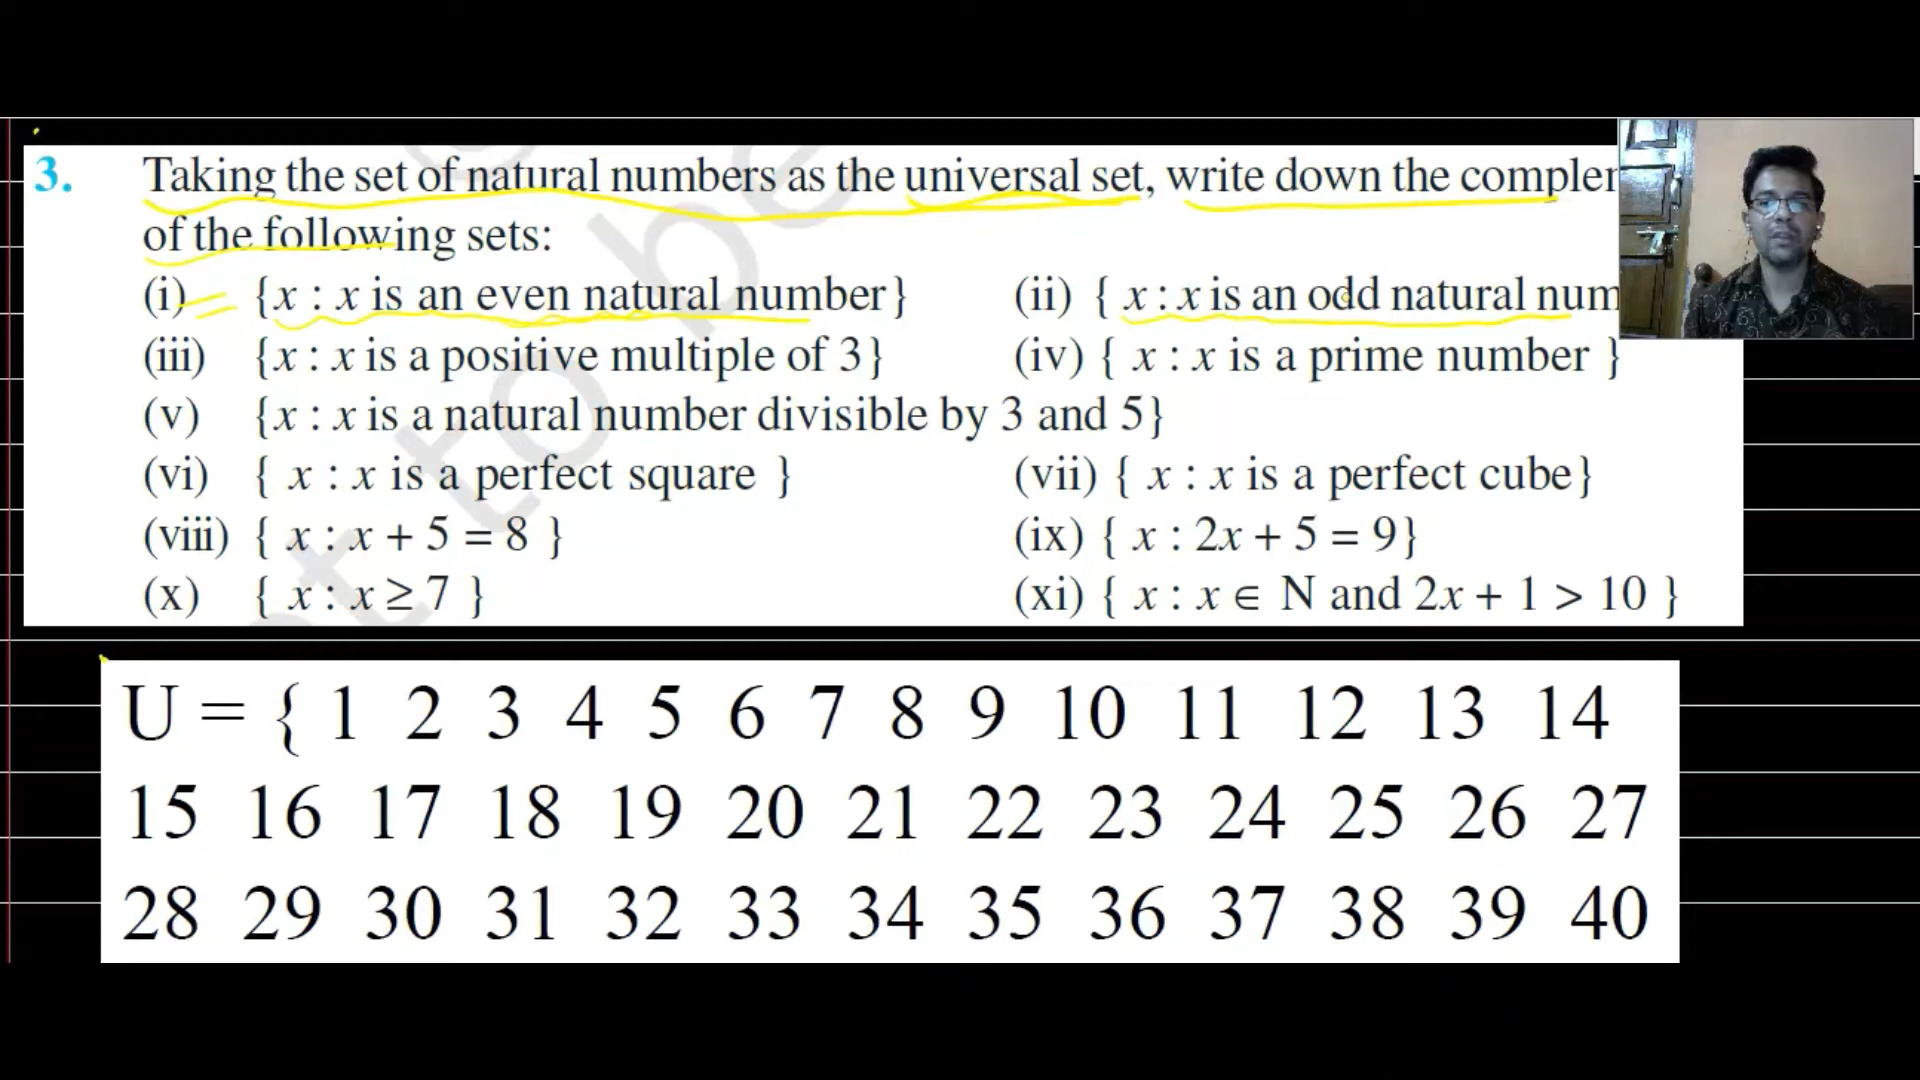 3. Taking the set of natural numbers as the universal set, write down the complem
of the following sets:
(i) {x : x is an even natural number} (ii) { x : x is an odd natural num
(iii) {x : x is a positive multiple of 3} (iv) { x : x is a prime number }
(v) {x : x is a natural number divisible by 3 and 5}
(vi) { x : x is a perfect square } (vii) { x : x is a perfect cube}
(viii) { x : x + 5 = 8 } (ix) { x : 2x + 5 = 9}
(x) { x : x ≥ 7 } (xi) { x : x ∈ N and 2x + 1 > 10 }
U = { 1 2 3 4 5 6 7 8 9 10 11 12 13 14
15 16 17 18 19 20 21 22 23 24 25 26 27
28 29 30 31 32 33 34 35 36 37 38 39 40